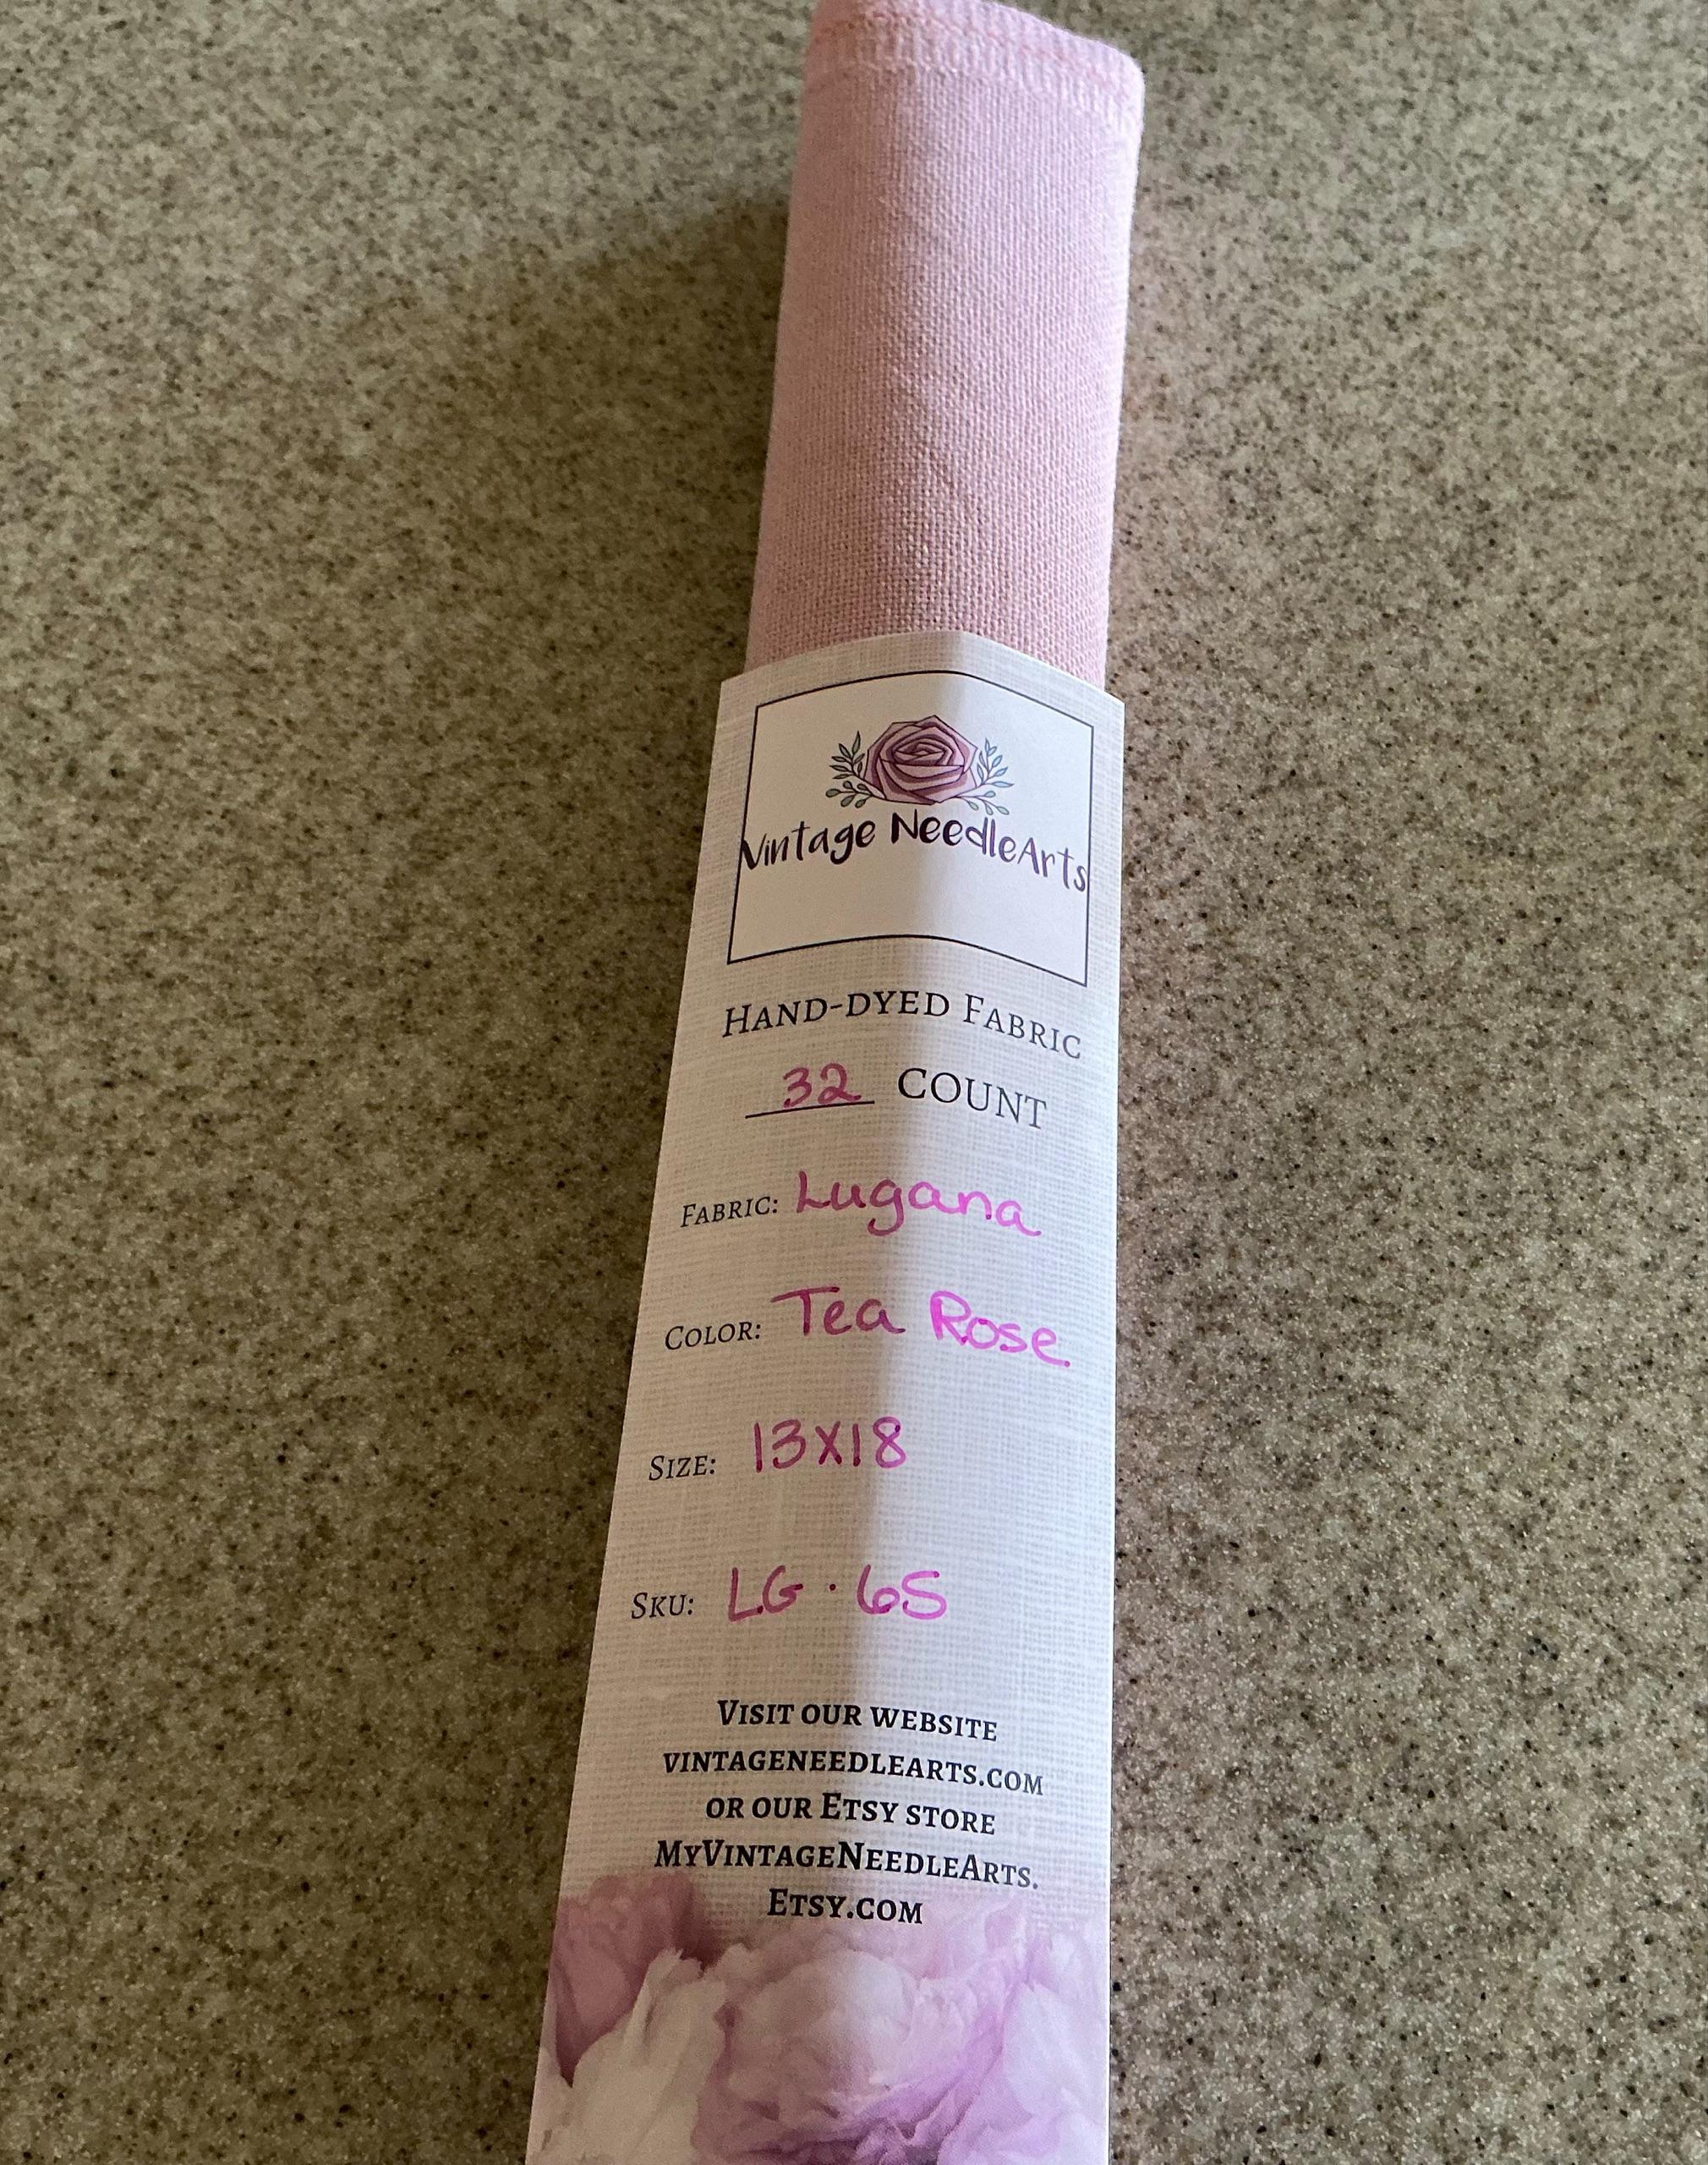 Vintage NeedleArts
Hand-dyed Fabric
32 COUNT
Fabric: Lugana
Color: Tea Rose
Size: 13X18
Sku: LG · 65
Visit our website
vintageneedlearts.com
or our Etsy store
MyVintageNeedleArts.
Etsy.com